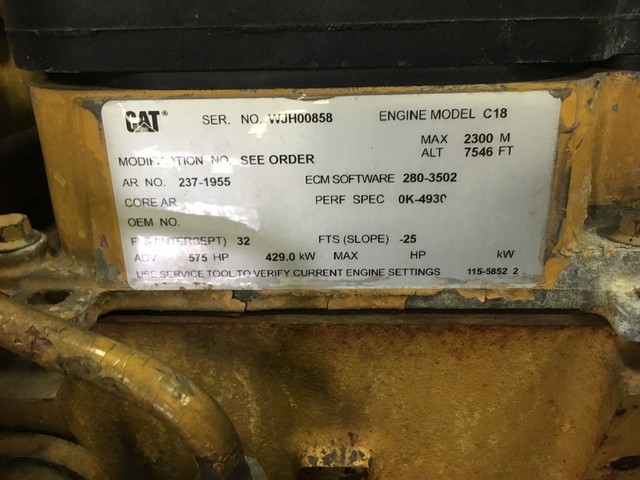 CAT® SER. NO. WJH00858 ENGINE MODEL C18
MAX 2300 M
ALT 7546 FT
MODIFICATION NO. SEE ORDER
AR NO. 237-1955 ECM SOFTWARE 280-3502
CORE AR PERF SPEC 0K-4930
OEM NO.
(INTERCEPT) 32 FTS (SLOPE) -25
ADV 575 HP 429.0 kW MAX HP kW
USE SERVICE TOOL TO VERIFY CURRENT ENGINE SETTINGS 115-5852 2